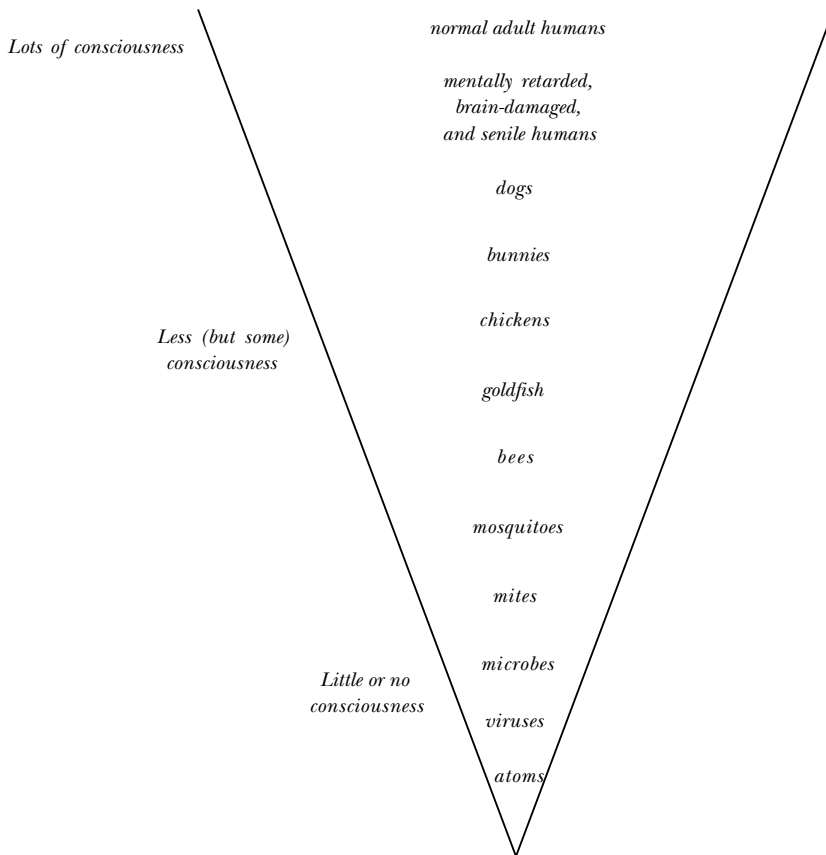 normal adult humans
Lots of consciousness
mentally retarded,
brain-damaged,
and senile humans
dogs
bunnies
chickens
Less (but some)
consciousness
goldfish
bees
mosquitoes
mites
microbes
Little or no
consciousness
viruses
atoms